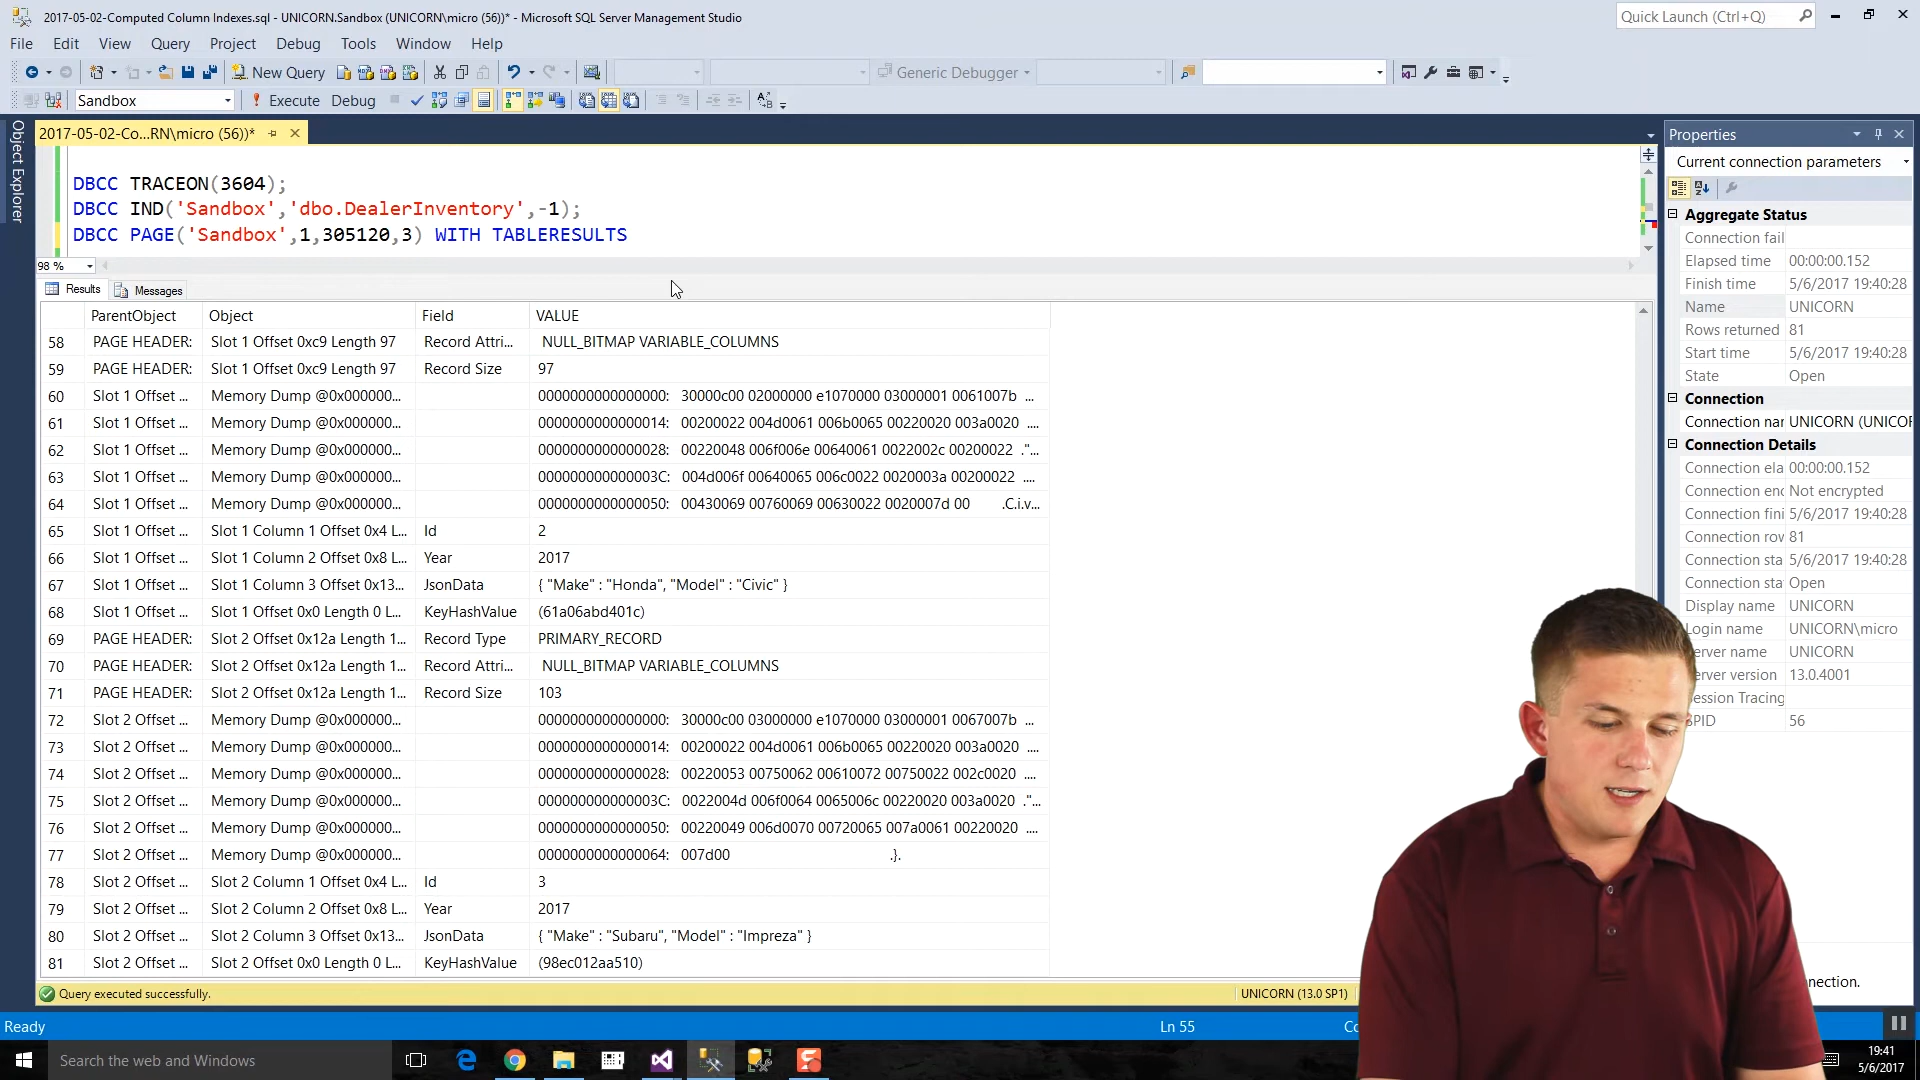 2017-05-02-Computed Column Indexes.sql - UNICORN.Sandbox (UNICORN\micro (56))* - Microsoft SQL Server Management Studio
Quick Launch (Ctrl+Q)
File Edit View Query Project Debug Tools Window Help
New Query
Generic Debugger
Sandbox
Execute Debug
Object Explorer
2017-05-02-Co...RN\micro (56))*
DBCC TRACEON(3604);
DBCC IND('Sandbox','dbo.DealerInventory',-1);
DBCC PAGE('Sandbox',1,305120,3) WITH TABLERESULTS
98 %
Results Messages
ParentObject Object Field VALUE
58 PAGE HEADER: Slot 1 Offset 0xc9 Length 97 Record Attri... NULL_BITMAP VARIABLE_COLUMNS
59 PAGE HEADER: Slot 1 Offset 0xc9 Length 97 Record Size 97
60 Slot 1 Offset ... Memory Dump @0x000000... 0000000000000000: 30000c00 02000000 e1070000 03000001 0061007b ...
61 Slot 1 Offset ... Memory Dump @0x000000... 0000000000000014: 00200022 004d0061 006b0065 00220020 003a0020 ....
62 Slot 1 Offset ... Memory Dump @0x000000... 0000000000000028: 00220048 006f006e 00640061 0022002c 00200022 ."...
63 Slot 1 Offset ... Memory Dump @0x000000... 000000000000003C: 004d006f 00640065 006c0022 0020003a 00200022 ....
64 Slot 1 Offset ... Memory Dump @0x000000... 0000000000000050: 00430069 00760069 00630022 0020007d 00 .C.i.v...
65 Slot 1 Offset ... Slot 1 Column 1 Offset 0x4 L... Id 2
66 Slot 1 Offset ... Slot 1 Column 2 Offset 0x8 L... Year 2017
67 Slot 1 Offset ... Slot 1 Column 3 Offset 0x13... JsonData { "Make" : "Honda", "Model" : "Civic" }
68 Slot 1 Offset ... Slot 1 Offset 0x0 Length 0 L... KeyHashValue (61a06abd401c)
69 PAGE HEADER: Slot 2 Offset 0x12a Length 1... Record Type PRIMARY_RECORD
70 PAGE HEADER: Slot 2 Offset 0x12a Length 1... Record Attri... NULL_BITMAP VARIABLE_COLUMNS
71 PAGE HEADER: Slot 2 Offset 0x12a Length 1... Record Size 103
72 Slot 2 Offset ... Memory Dump @0x000000... 0000000000000000: 30000c00 03000000 e1070000 03000001 0067007b ...
73 Slot 2 Offset ... Memory Dump @0x000000... 0000000000000014: 00200022 004d0061 006b0065 00220020 003a0020 ....
74 Slot 2 Offset ... Memory Dump @0x000000... 0000000000000028: 00220053 00750062 00610072 00750022 002c0020 ....
75 Slot 2 Offset ... Memory Dump @0x000000... 000000000000003C: 0022004d 006f0064 0065006c 00220020 003a0020 ."...
76 Slot 2 Offset ... Memory Dump @0x000000... 0000000000000050: 00220049 006d0070 00720065 007a0061 00220020 ....
77 Slot 2 Offset ... Memory Dump @0x000000... 0000000000000064: 007d00 .}.
78 Slot 2 Offset ... Slot 2 Column 1 Offset 0x4 L... Id 3
79 Slot 2 Offset ... Slot 2 Column 2 Offset 0x8 L... Year 2017
80 Slot 2 Offset ... Slot 2 Column 3 Offset 0x13... JsonData { "Make" : "Subaru", "Model" : "Impreza" }
81 Slot 2 Offset ... Slot 2 Offset 0x0 Length 0 L... KeyHashValue (98ec012aa510)
Query executed successfully. UNICORN (13.0 SP1)
Properties
Current connection parameters
Aggregate Status
Connection fail
Elapsed time 00:00:00.152
Finish time 5/6/2017 19:40:28
Name UNICORN
Rows returned 81
Start time 5/6/2017 19:40:28
State Open
Connection
Connection nar UNICORN (UNICOR
Connection Details
Connection ela 00:00:00.152
Connection enc Not encrypted
Connection fini 5/6/2017 19:40:28
Connection rov 81
Connection sta 5/6/2017 19:40:28
Connection sta Open
Display name UNICORN
Login name UNICORN\micro
erver name UNICORN
erver version 13.0.4001
ession Tracing
SPID 56
nection.
Ready Ln 55 Co
Search the web and Windows
19:41
5/6/2017